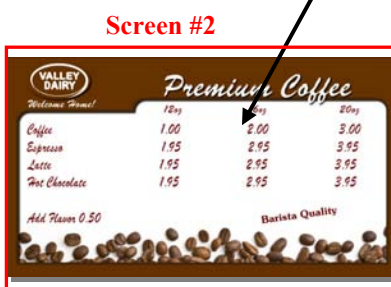 Screen #2
VALLEY
DAIRY
Welcome Home!
Premium Coffee
12oz 20oz
Coffee 1.00 2.00 3.00
Espresso 1.95 2.95 3.95
Latte 1.95 2.95 3.95
Hot Chocolate 1.95 2.95 3.95
Add Flavor 0.50
Barista Quality